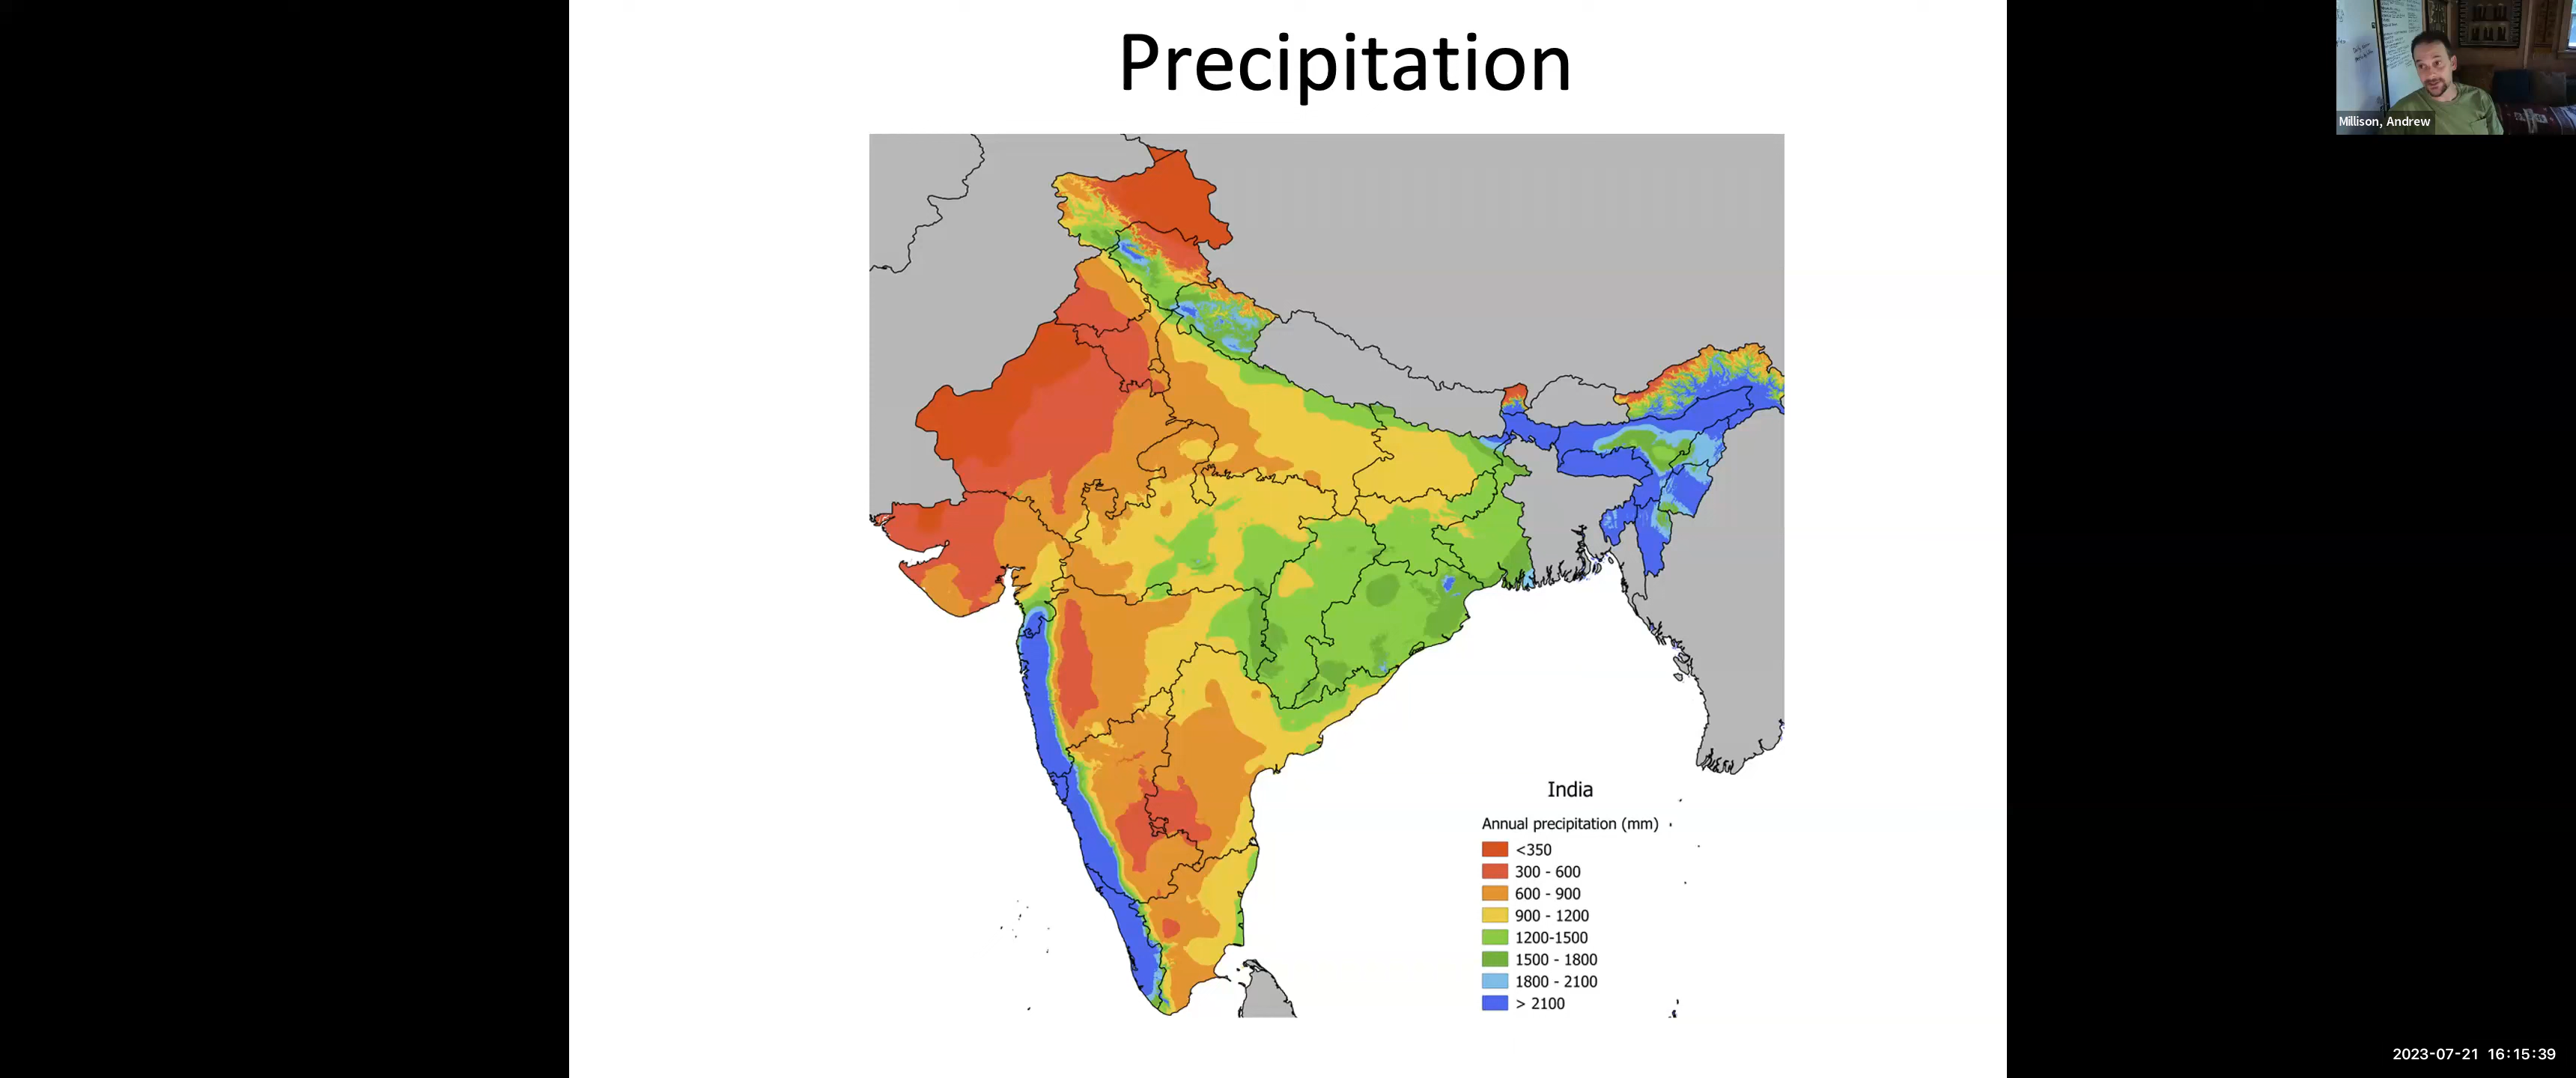 Precipitation
Millison, Andrew
India
Annual precipitation (mm)
<350
300 - 600
600 - 900
900 - 1200
1200-1500
1500 - 1800
1800 - 2100
> 2100
2023-07-21 16:15:39